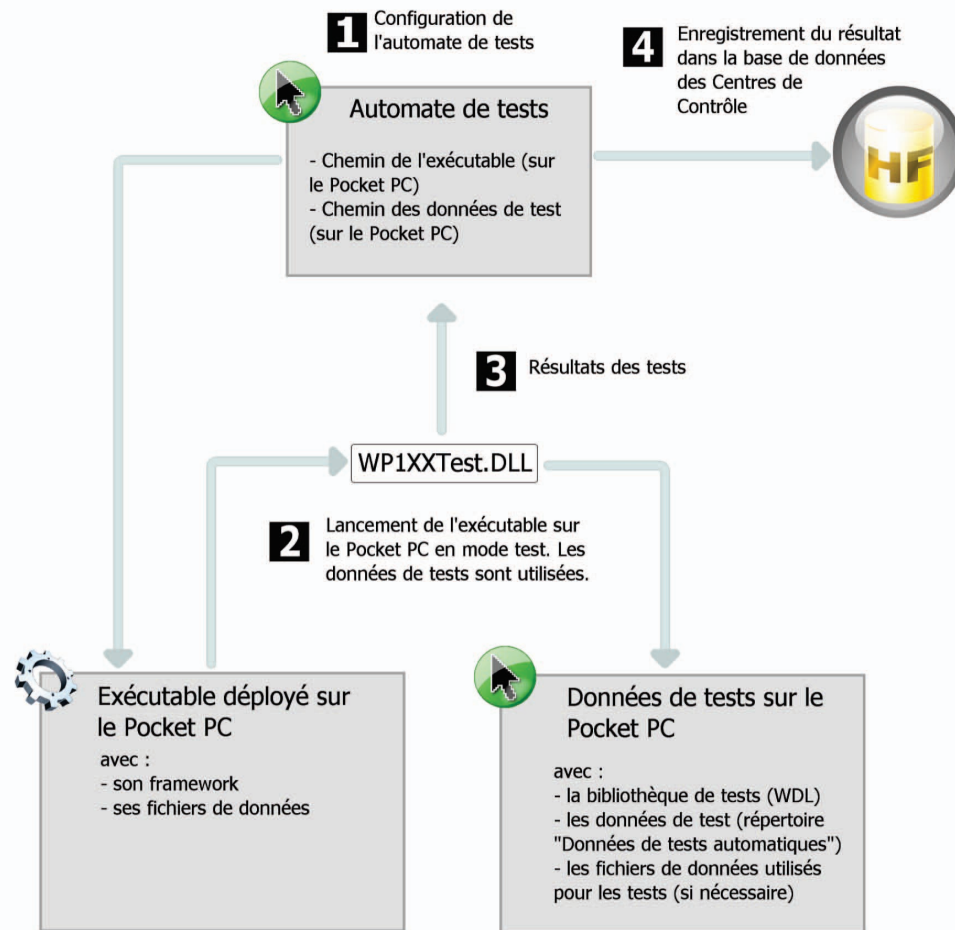 1
Configuration de
l'automate de tests
4
Enregistrement du résultat
dans la base de données
des Centres de
Contrôle
HF
Automate de tests
- Chemin de l'exécutable (sur
le Pocket PC)
- Chemin des données de test
(sur le Pocket PC)
3
Résultats des tests
WP1XXTest.DLL
2
Lancement de l'exécutable sur
le Pocket PC en mode test. Les
données de tests sont utilisées.
Exécutable déployé sur
le Pocket PC
avec :
- son framework
- ses fichiers de données
Données de tests sur le
Pocket PC
avec :
- la bibliothèque de tests (WDL)
- les données de test (répertoire
"Données de tests automatiques")
- les fichiers de données utilisés
pour les tests (si nécessaire)